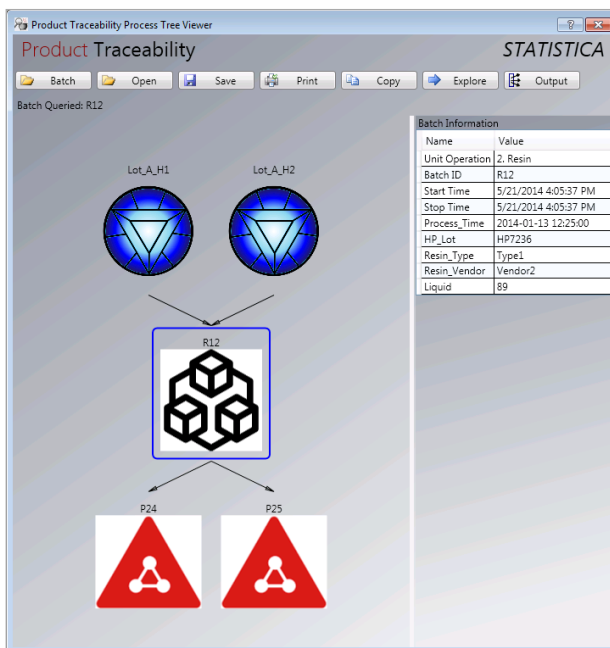 Product Traceability Process Tree Viewer
Product Traceability
STATISTICA
Batch Open Save Print Copy Explore Output
Batch Queried: R12
Lot_A_H1 Lot_A_H2
R12
P24 P25
Batch Information
Name Value
Unit Operation 2. Resin
Batch ID R12
Start Time 5/21/2014 4:05:37 PM
Stop Time 5/21/2014 4:05:37 PM
Process_Time 2014-01-13 12:25:00
HP_Lot HP7236
Resin_Type Type1
Resin_Vendor Vendor2
Liquid 89